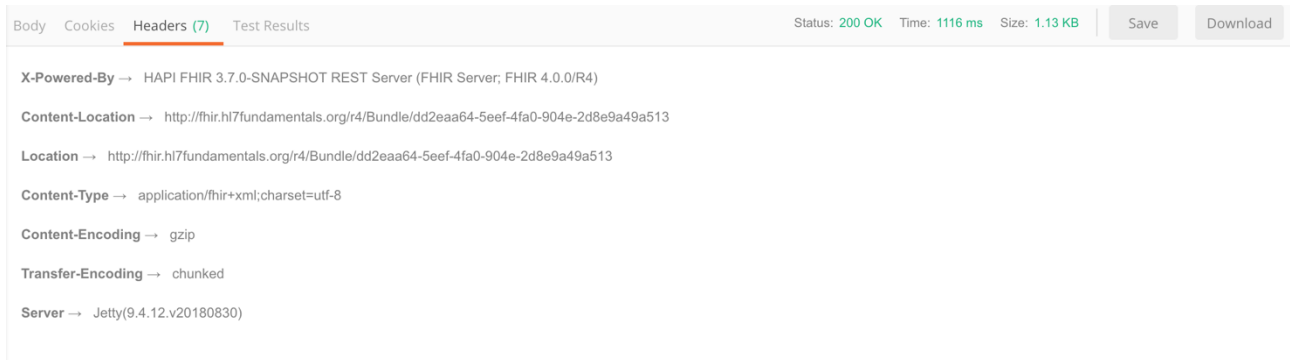 Body Cookies Headers (7) Test Results Status: 200 OK Time: 1116 ms Size: 1.13 KB Save Download
X-Powered-By → HAPI FHIR 3.7.0-SNAPSHOT REST Server (FHIR Server; FHIR 4.0.0/R4)
Content-Location → http://fhir.hl7fundamentals.org/r4/Bundle/dd2eaa64-5eef-4fa0-904e-2d8e9a49a513
Location → http://fhir.hl7fundamentals.org/r4/Bundle/dd2eaa64-5eef-4fa0-904e-2d8e9a49a513
Content-Type → application/fhir+xml;charset=utf-8
Content-Encoding → gzip
Transfer-Encoding → chunked
Server → Jetty(9.4.12.v20180830)